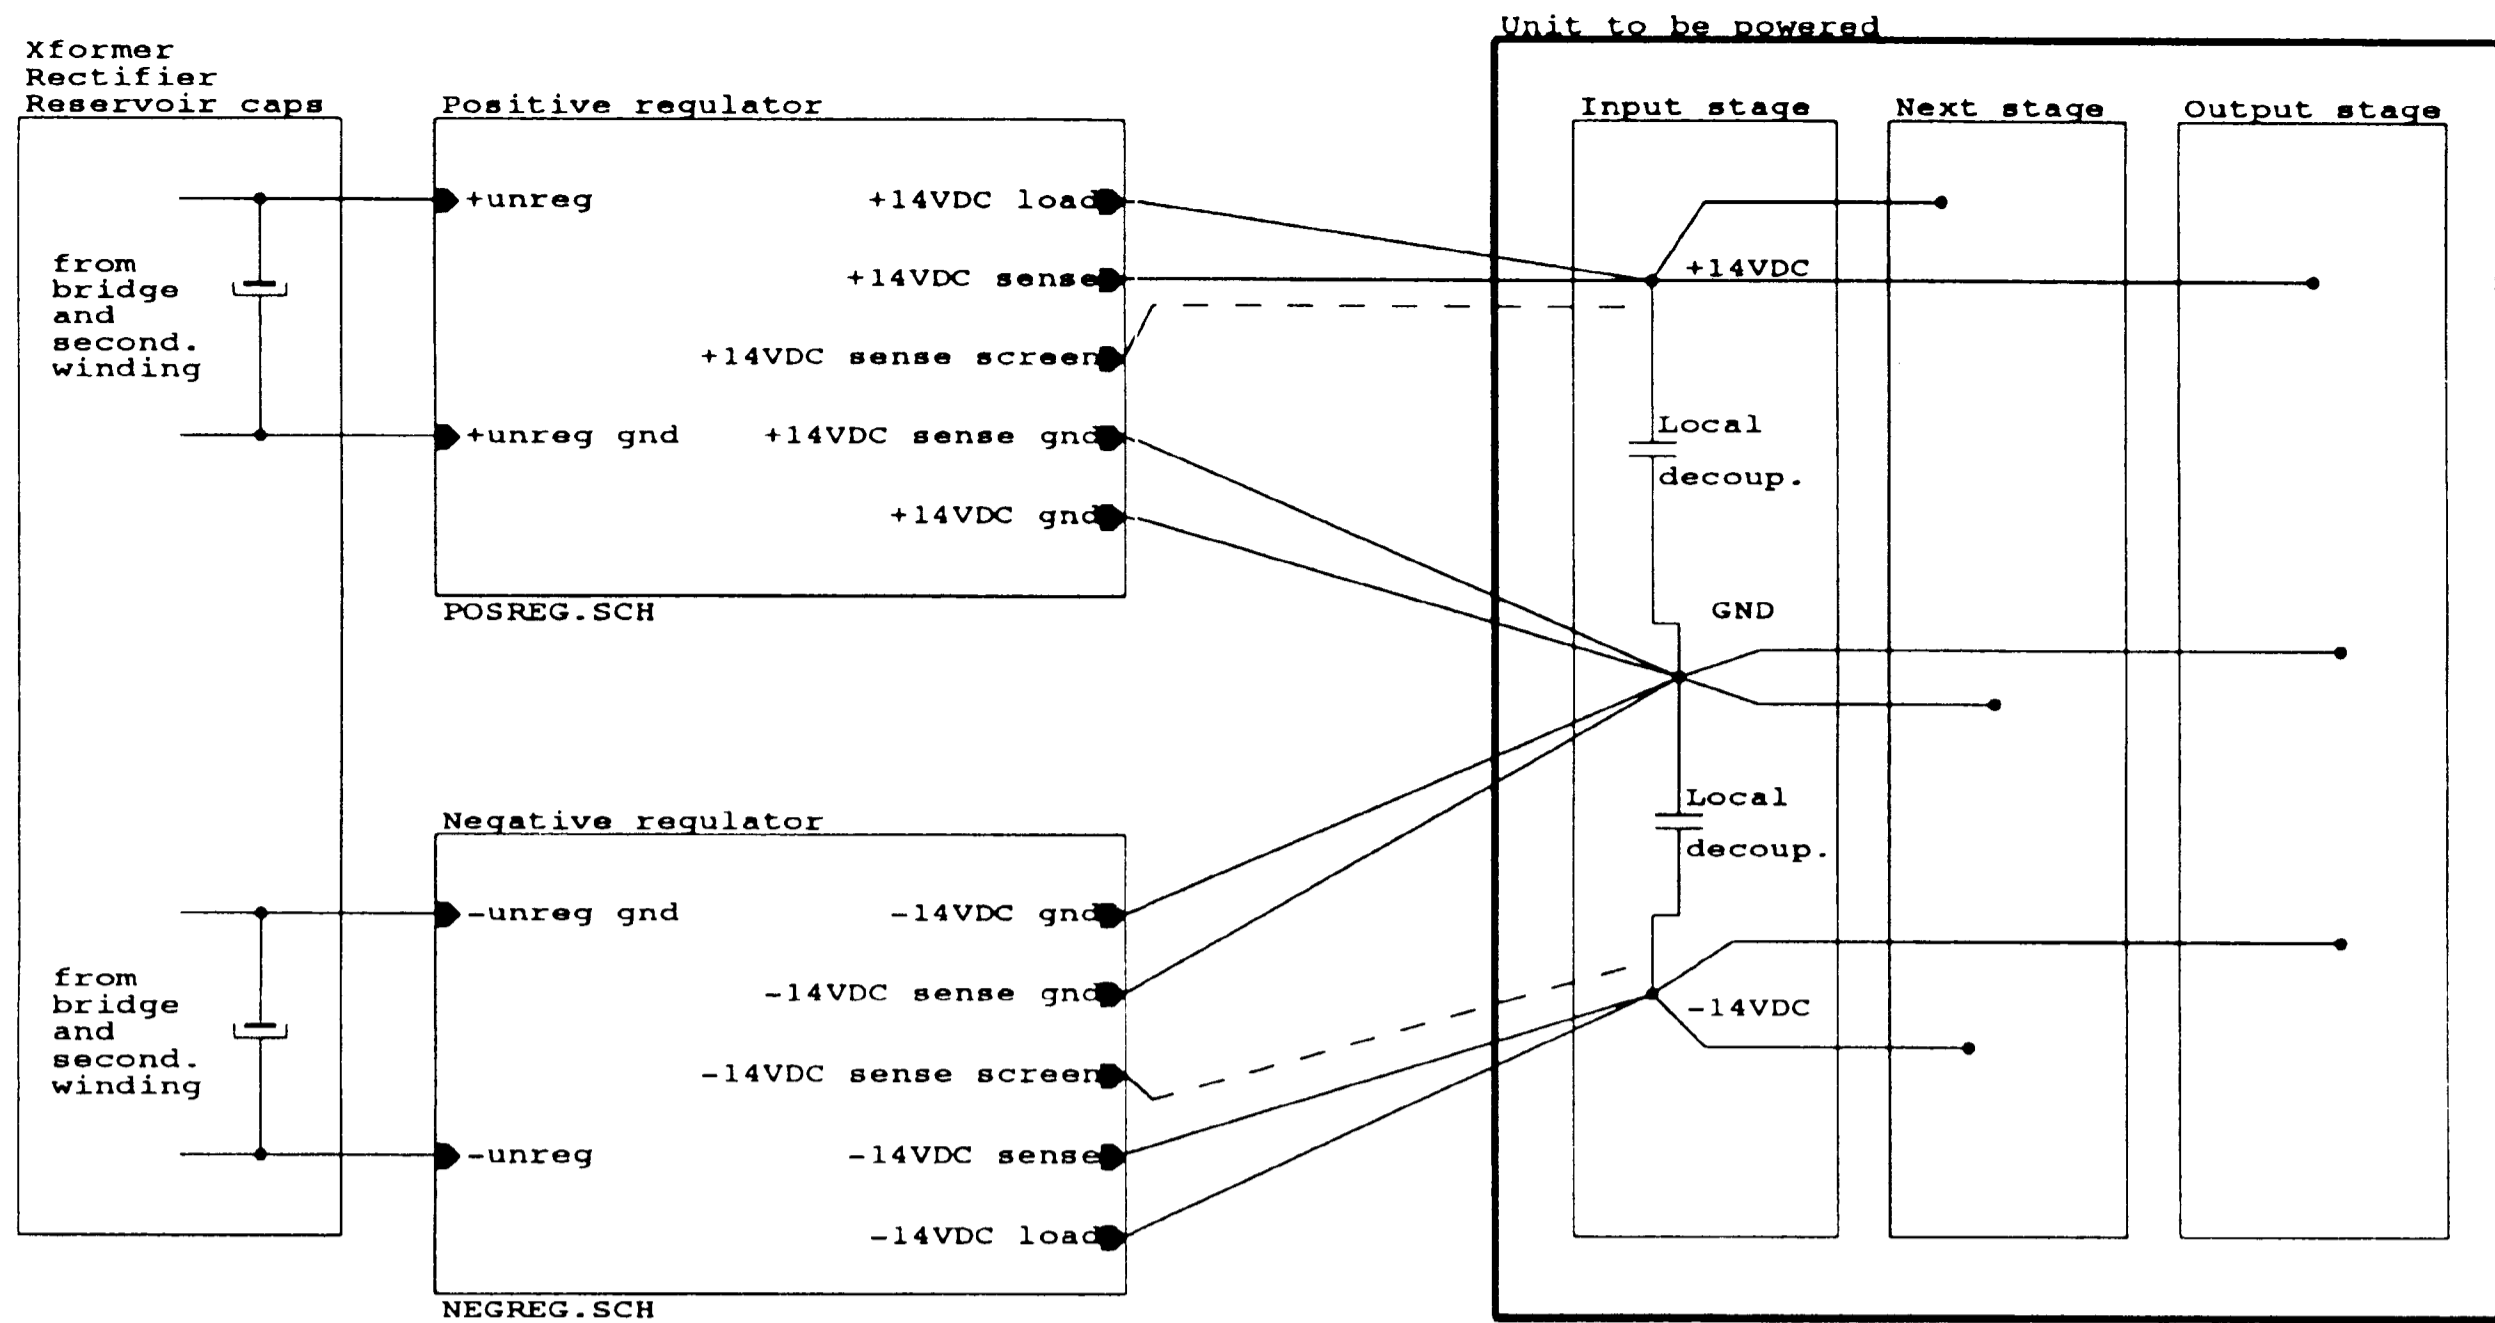 Unit to be powered
Xformer
Rectifier
Reservoir caps
Positive regulator
Input stage
Next stage
Output stage
+unreg
+14VDC load
from
bridge
and
second.
winding
+14VDC sense
+14VDC
+14VDC sense screen
+unreg gnd
+14VDC sense gnd
Local
decoup.
+14VDC gnd
POSREG.SCH
GND
Negative regulator
Local
decoup.
-unreg gnd
-14VDC gnd
from
bridge
and
second.
winding
-14VDC sense gnd
-14VDC
-14VDC sense screen
-unreg
-14VDC sense
-14VDC load
NEGREG.SCH